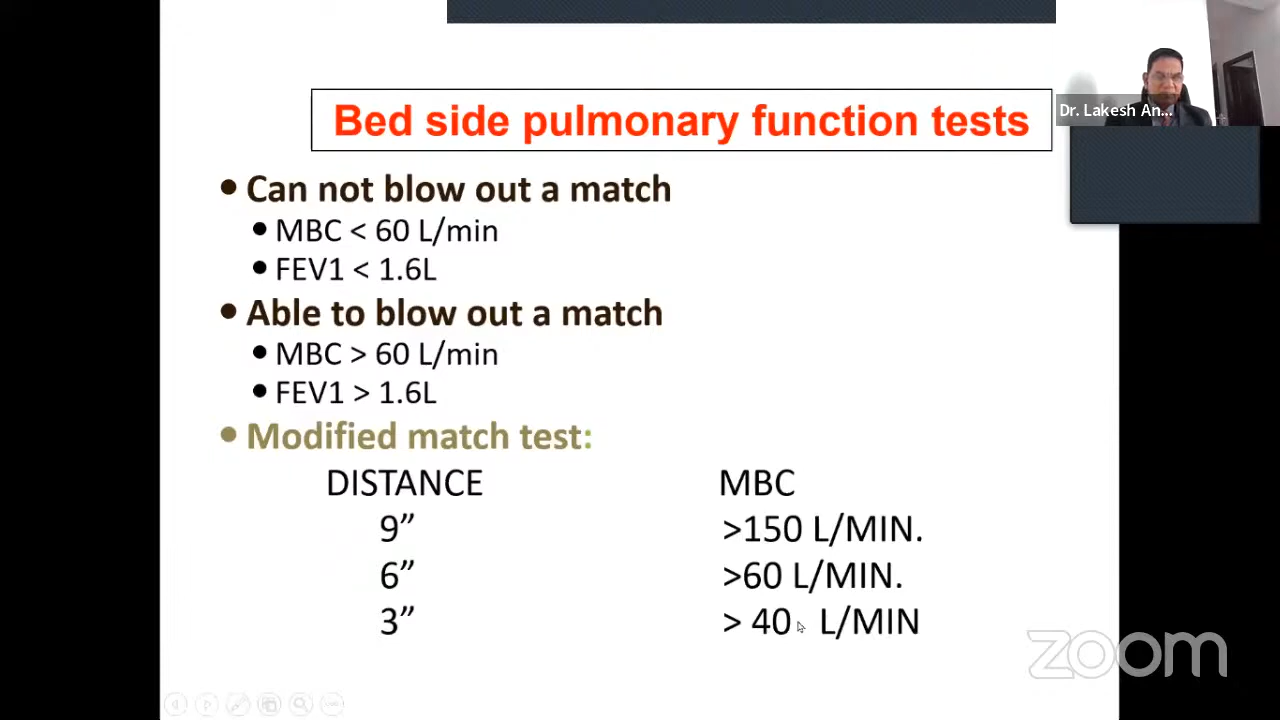 Bed side pulmonary function tests
Dr. Lakesh An...
• Can not blow out a match
• MBC < 60 L/min
• FEV1 < 1.6L
• Able to blow out a match
• MBC > 60 L/min
• FEV1 > 1.6L
• Modified match test:
DISTANCE MBC
9” >150 L/MIN.
6” >60 L/MIN.
3” > 40 L/MIN
zoom